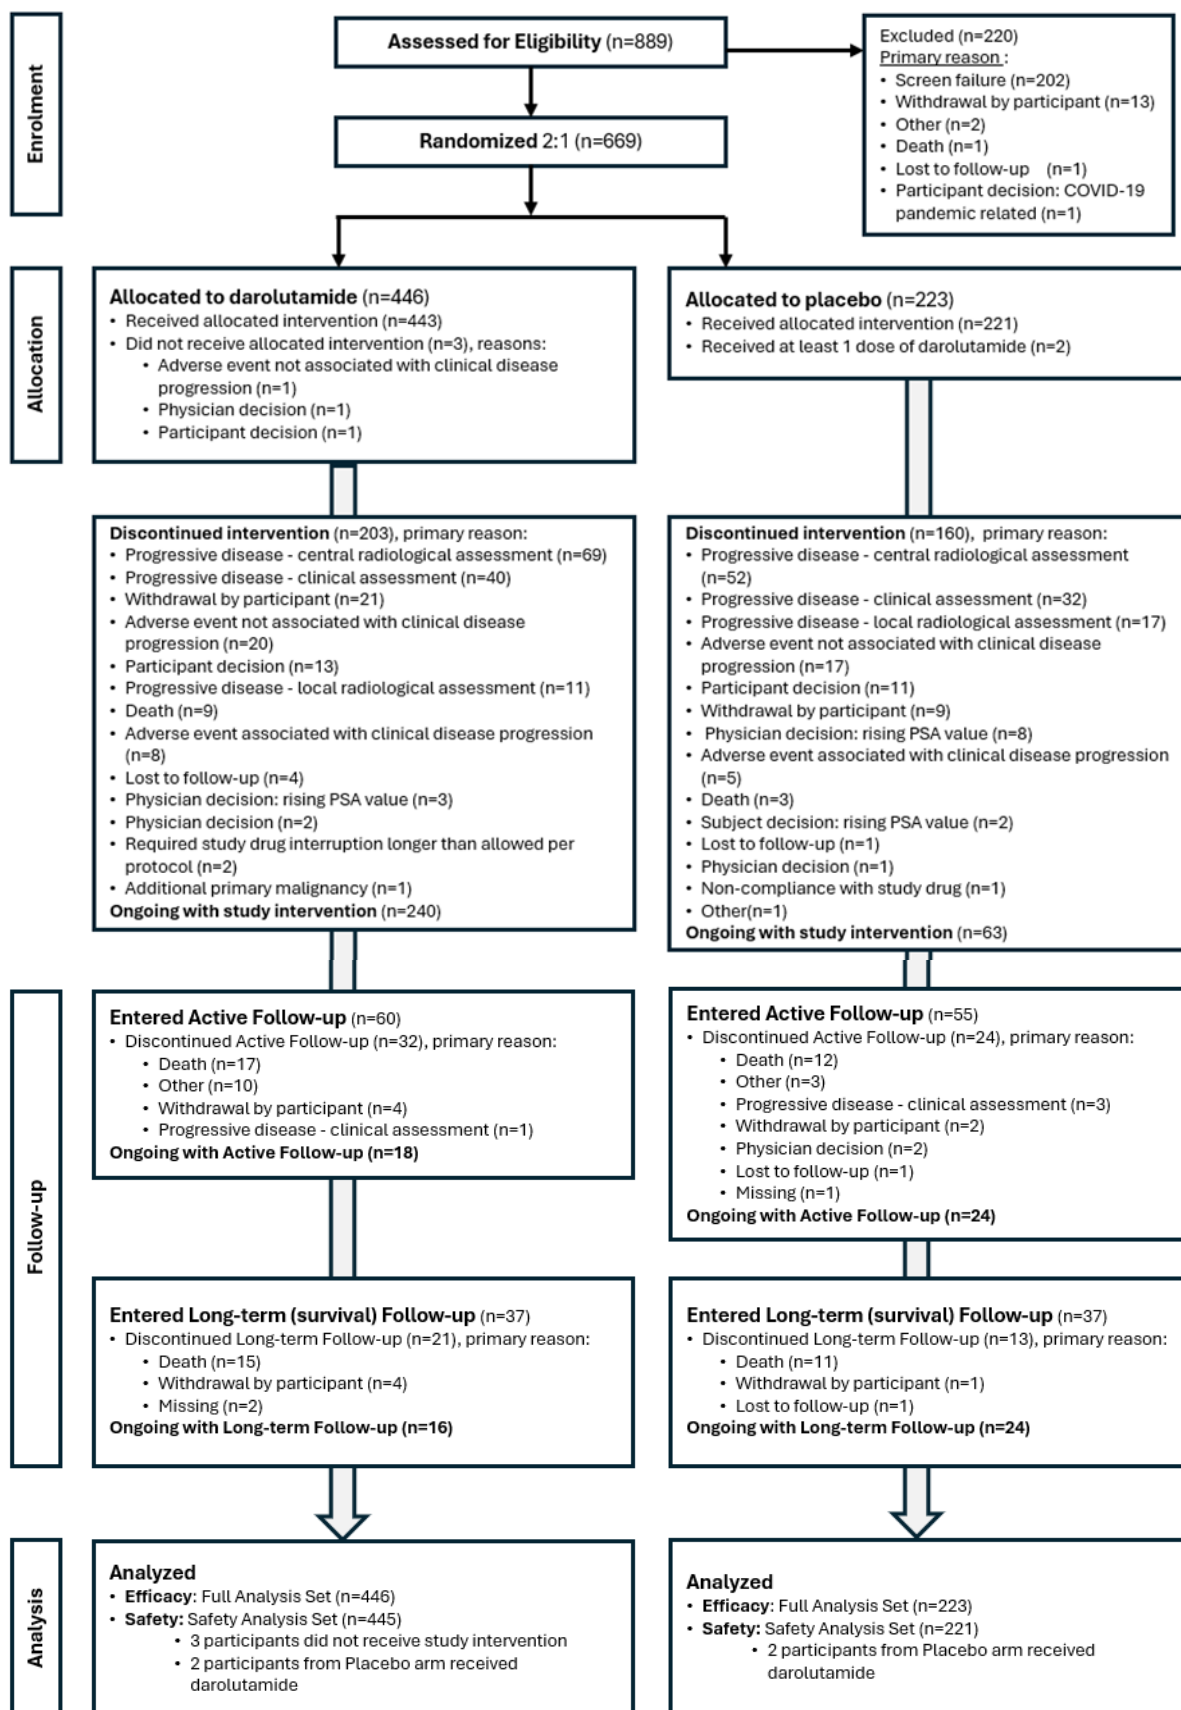 Enrolment
Assessed for Eligibility (n=889)
Randomized 2:1 (n=669)
Excluded (n=220)
Primary reason :
• Screen failure (n=202)
• Withdrawal by participant (n=13)
• Other (n=2)
• Death (n=1)
• Lost to follow-up (n=1)
• Participant decision: COVID-19
pandemic related (n=1)
Allocation
Allocated to darolutamide (n=446)
• Received allocated intervention (n=443)
• Did not receive allocated intervention (n=3), reasons:
• Adverse event not associated with clinical disease
progression (n=1)
• Physician decision (n=1)
• Participant decision (n=1)
Allocated to placebo (n=223)
• Received allocated intervention (n=221)
• Received at least 1 dose of darolutamide (n=2)
Discontinued intervention (n=203), primary reason:
• Progressive disease - central radiological assessment (n=69)
• Progressive disease - clinical assessment (n=40)
• Withdrawal by participant (n=21)
• Adverse event not associated with clinical disease
progression (n=20)
• Participant decision (n=13)
• Progressive disease - local radiological assessment (n=11)
• Death (n=9)
• Adverse event associated with clinical disease progression
(n=8)
• Lost to follow-up (n=4)
• Physician decision: rising PSA value (n=3)
• Physician decision (n=2)
• Required study drug interruption longer than allowed per
protocol (n=2)
• Additional primary malignancy (n=1)
Ongoing with study intervention (n=240)
Discontinued intervention (n=160), primary reason:
• Progressive disease - central radiological assessment
(n=52)
• Progressive disease - clinical assessment (n=32)
• Progressive disease - local radiological assessment (n=17)
• Adverse event not associated with clinical disease
progression (n=17)
• Participant decision (n=11)
• Withdrawal by participant (n=9)
• Physician decision: rising PSA value (n=8)
• Adverse event associated with clinical disease progression
(n=5)
• Death (n=3)
• Subject decision: rising PSA value (n=2)
• Lost to follow-up (n=1)
• Physician decision (n=1)
• Non-compliance with study drug (n=1)
• Other(n=1)
Ongoing with study intervention (n=63)
Follow-up
Entered Active Follow-up (n=60)
• Discontinued Active Follow-up (n=32), primary reason:
• Death (n=17)
• Other (n=10)
• Withdrawal by participant (n=4)
• Progressive disease - clinical assessment (n=1)
Ongoing with Active Follow-up (n=18)
Entered Active Follow-up (n=55)
• Discontinued Active Follow-up (n=24), primary reason:
• Death (n=12)
• Other (n=3)
• Progressive disease - clinical assessment (n=3)
• Withdrawal by participant (n=2)
• Physician decision (n=2)
• Lost to follow-up (n=1)
• Missing (n=1)
Ongoing with Active Follow-up (n=24)
Entered Long-term (survival) Follow-up (n=37)
• Discontinued Long-term Follow-up (n=21), primary reason:
• Death (n=15)
• Withdrawal by participant (n=4)
• Missing (n=2)
Ongoing with Long-term Follow-up (n=16)
Entered Long-term (survival) Follow-up (n=37)
• Discontinued Long-term Follow-up (n=13), primary reason:
• Death (n=11)
• Withdrawal by participant (n=1)
• Lost to follow-up (n=1)
Ongoing with Long-term Follow-up (n=24)
Analysis
Analyzed
• Efficacy: Full Analysis Set (n=446)
• Safety: Safety Analysis Set (n=445)
• 3 participants did not receive study intervention
• 2 participants from Placebo arm received
darolutamide
Analyzed
• Efficacy: Full Analysis Set (n=223)
• Safety: Safety Analysis Set (n=221)
• 2 participants from Placebo arm received
darolutamide